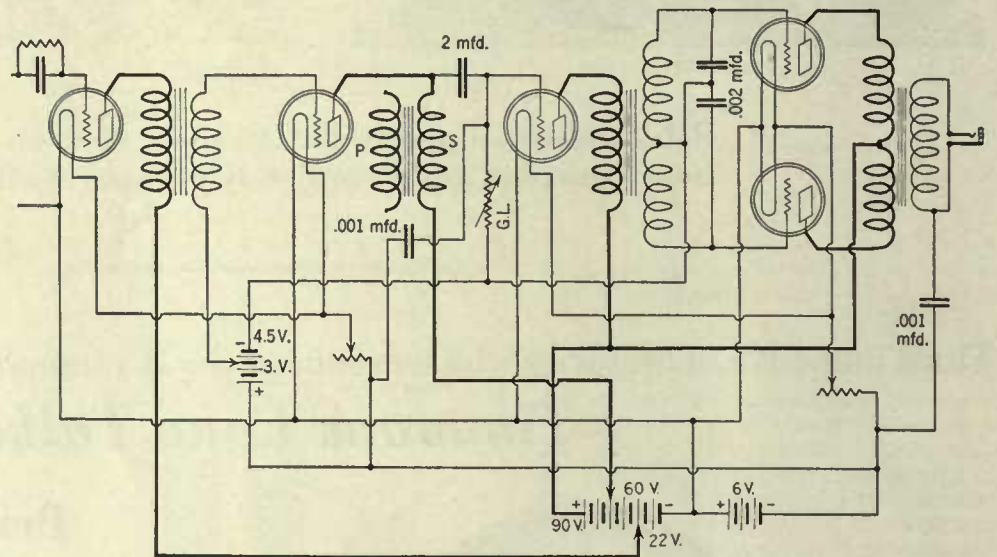 2 mfd.
.002 mfd.
P
S
G.L.
.001 mfd.
.001
mfd.
-
4.5 V.
3 V.
+
60 V.
+
-
6 V.
+
-
90 V.
22 V.